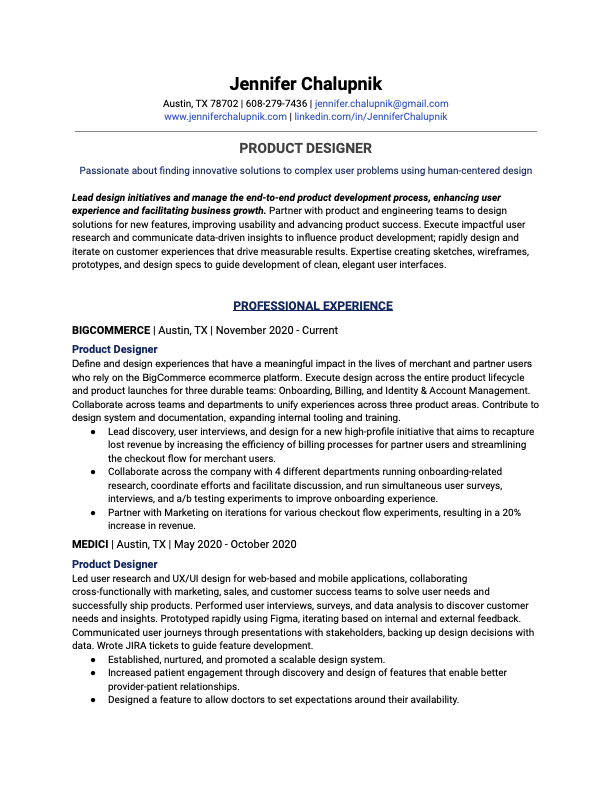 Jennifer Chalupnik
Austin, TX 78702 | 608-279-7436 | jennifer.chalupnik@gmail.com
www.jenniferchalupnik.com | linkedin.com/in/JenniferChalupnik
PRODUCT DESIGNER
Passionate about finding innovative solutions to complex user problems using human-centered design
Lead design initiatives and manage the end-to-end product development process, enhancing user
experience and facilitating business growth. Partner with product and engineering teams to design
solutions for new features, improving usability and advancing product success. Execute impactful user
research and communicate data-driven insights to influence product development; rapidly design and
iterate on customer experiences that drive measurable results. Expertise creating sketches, wireframes,
prototypes, and design specs to guide development of clean, elegant user interfaces.
PROFESSIONAL EXPERIENCE
BIGCOMMERCE | Austin, TX | November 2020 - Current
Product Designer
Define and design experiences that have a meaningful impact in the lives of merchant and partner users
who rely on the BigCommerce ecommerce platform. Execute design across the entire product lifecycle
and product launches for three durable teams: Onboarding, Billing, and Identity & Account Management.
Collaborate across teams and departments to unify experiences across three product areas. Contribute to
design system and documentation, expanding internal tooling and training.
● Lead discovery, user interviews, and design for a new high-profile initiative that aims to recapture
lost revenue by increasing the efficiency of billing processes for partner users and streamlining
the checkout flow for merchant users.
● Collaborate across the company with 4 different departments running onboarding-related
research, coordinate efforts and facilitate discussion, and run simultaneous user surveys,
interviews, and a/b testing experiments to improve onboarding experience.
● Partner with Marketing on iterations for various checkout flow experiments, resulting in a 20%
increase in revenue.
MEDICI | Austin, TX | May 2020 - October 2020
Product Designer
Led user research and UX/UI design for web-based and mobile applications, collaborating
cross-functionally with marketing, sales, and customer success teams to solve user needs and
successfully ship products. Performed user interviews, surveys, and data analysis to discover customer
needs and insights. Prototyped rapidly using Figma, iterating based on internal and external feedback.
Communicated user journeys through presentations with stakeholders, backing up design decisions with
data. Wrote JIRA tickets to guide feature development.
● Established, nurtured, and promoted a scalable design system.
● Increased patient engagement through discovery and design of features that enable better
provider-patient relationships.
● Designed a feature to allow doctors to set expectations around their availability.